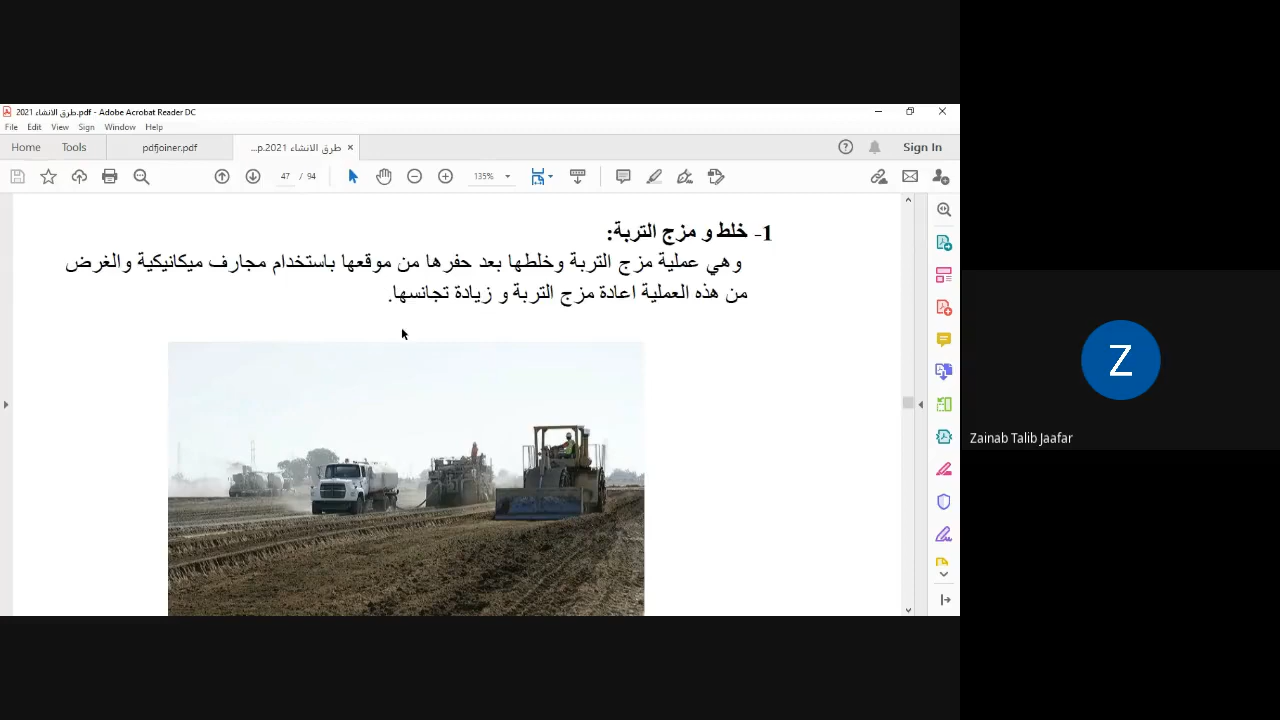 طرق الانشاء 2021.pdf - Adobe Acrobat Reader DC
File Edit View Sign Window Help
Home Tools pdfjoiner.pdf طرق الانشاء 2021.p... × Sign In
47 / 94 135%
1- خلط و مزج التربة:
وهي عملية مزج التربة وخلطها بعد حفرها من موقعها باستخدام مجارف ميكانيكية والغرض
من هذه العملية اعادة مزج التربة و زيادة تجانسها.
Z
Zainab Talib Jaafar